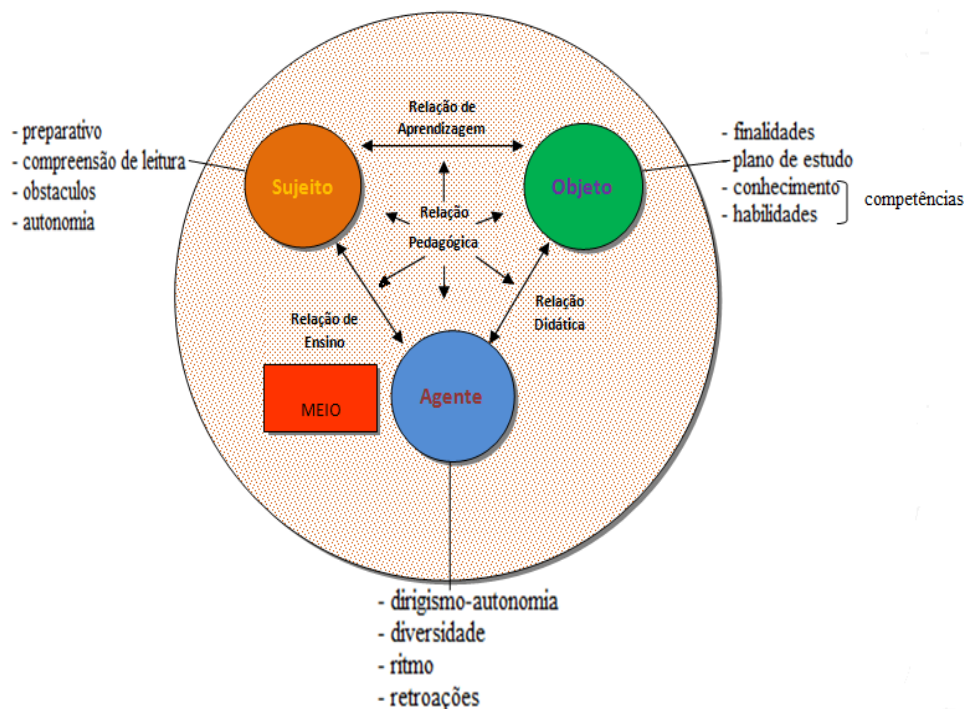 Relação de
Aprendizagem
- preparativo
- compreensão de leitura
- obstaculos
- autonomia
Sujeito
Objeto
- finalidades
- plano de estudo
- conhecimento
- habilidades
competências
Relação
Pedagógica
Relação de
Ensino
Relação
Didática
MEIO
Agente
- dirigismo-autonomia
- diversidade
- ritmo
- retroações